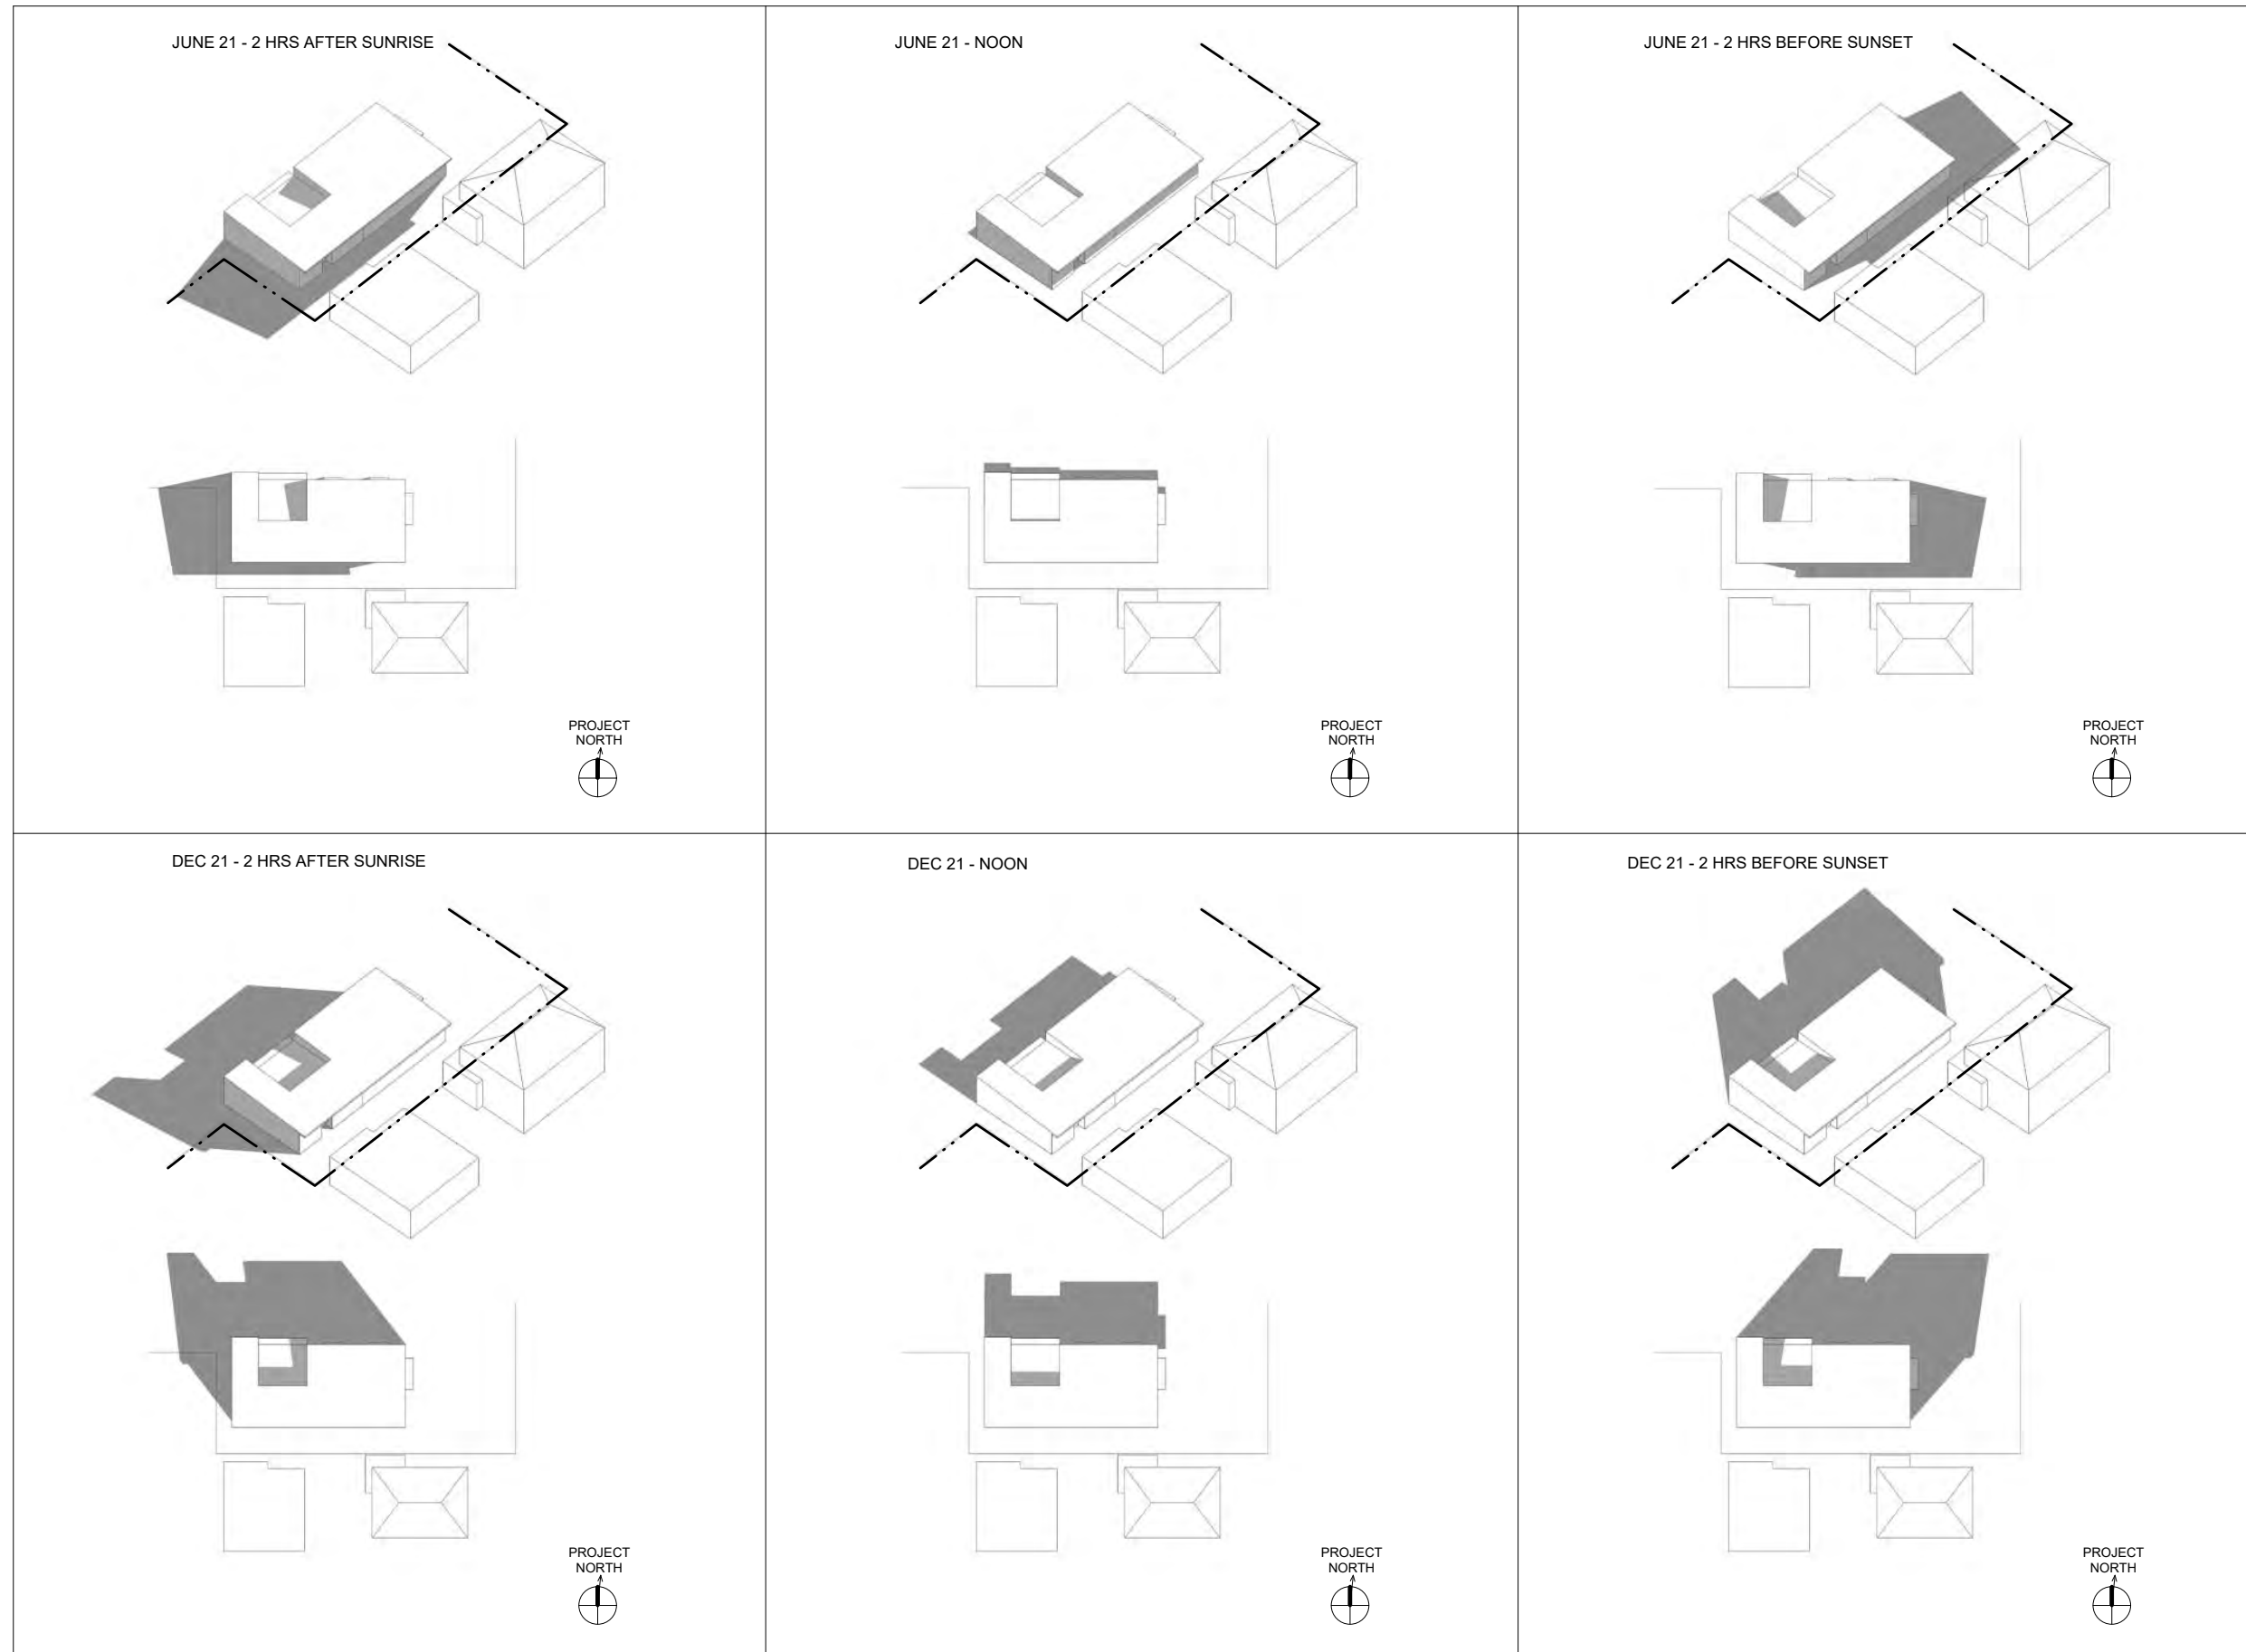 JUNE 21 - 2 HRS AFTER SUNRISE
JUNE 21 - NOON
JUNE 21 - 2 HRS BEFORE SUNSET
PROJECT
NORTH
PROJECT
NORTH
PROJECT
NORTH
DEC 21 - 2 HRS AFTER SUNRISE
DEC 21 - NOON
DEC 21 - 2 HRS BEFORE SUNSET
PROJECT
NORTH
PROJECT
NORTH
PROJECT
NORTH